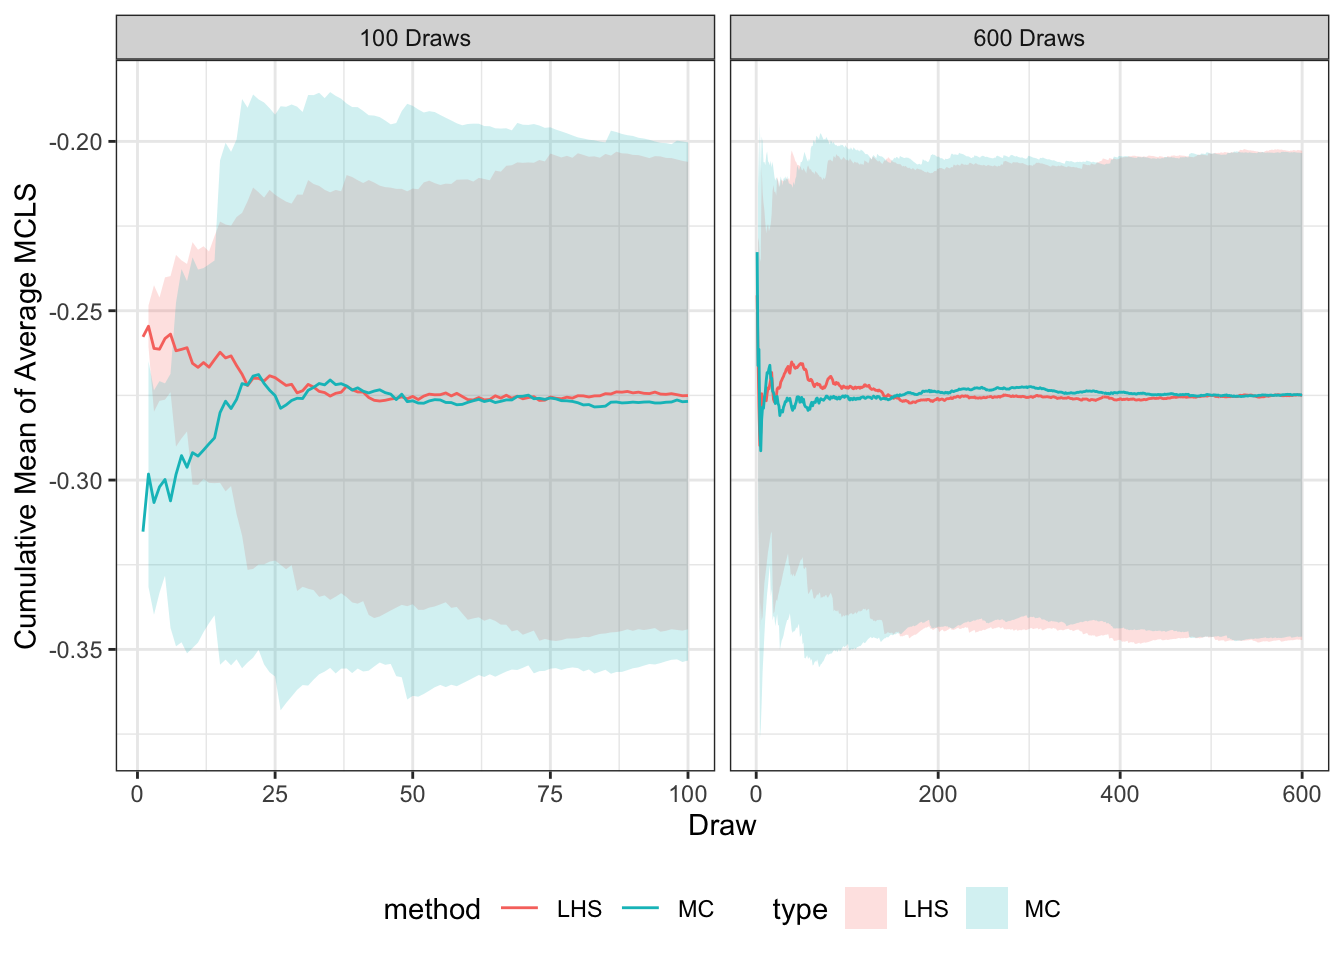 100 Draws
600 Draws
Cumulative Mean of Average MCLS
-0.20
-0.25
-0.30
-0.35
0 25 50 75 100
0 200 400 600
Draw
method LHS MC type LHS MC